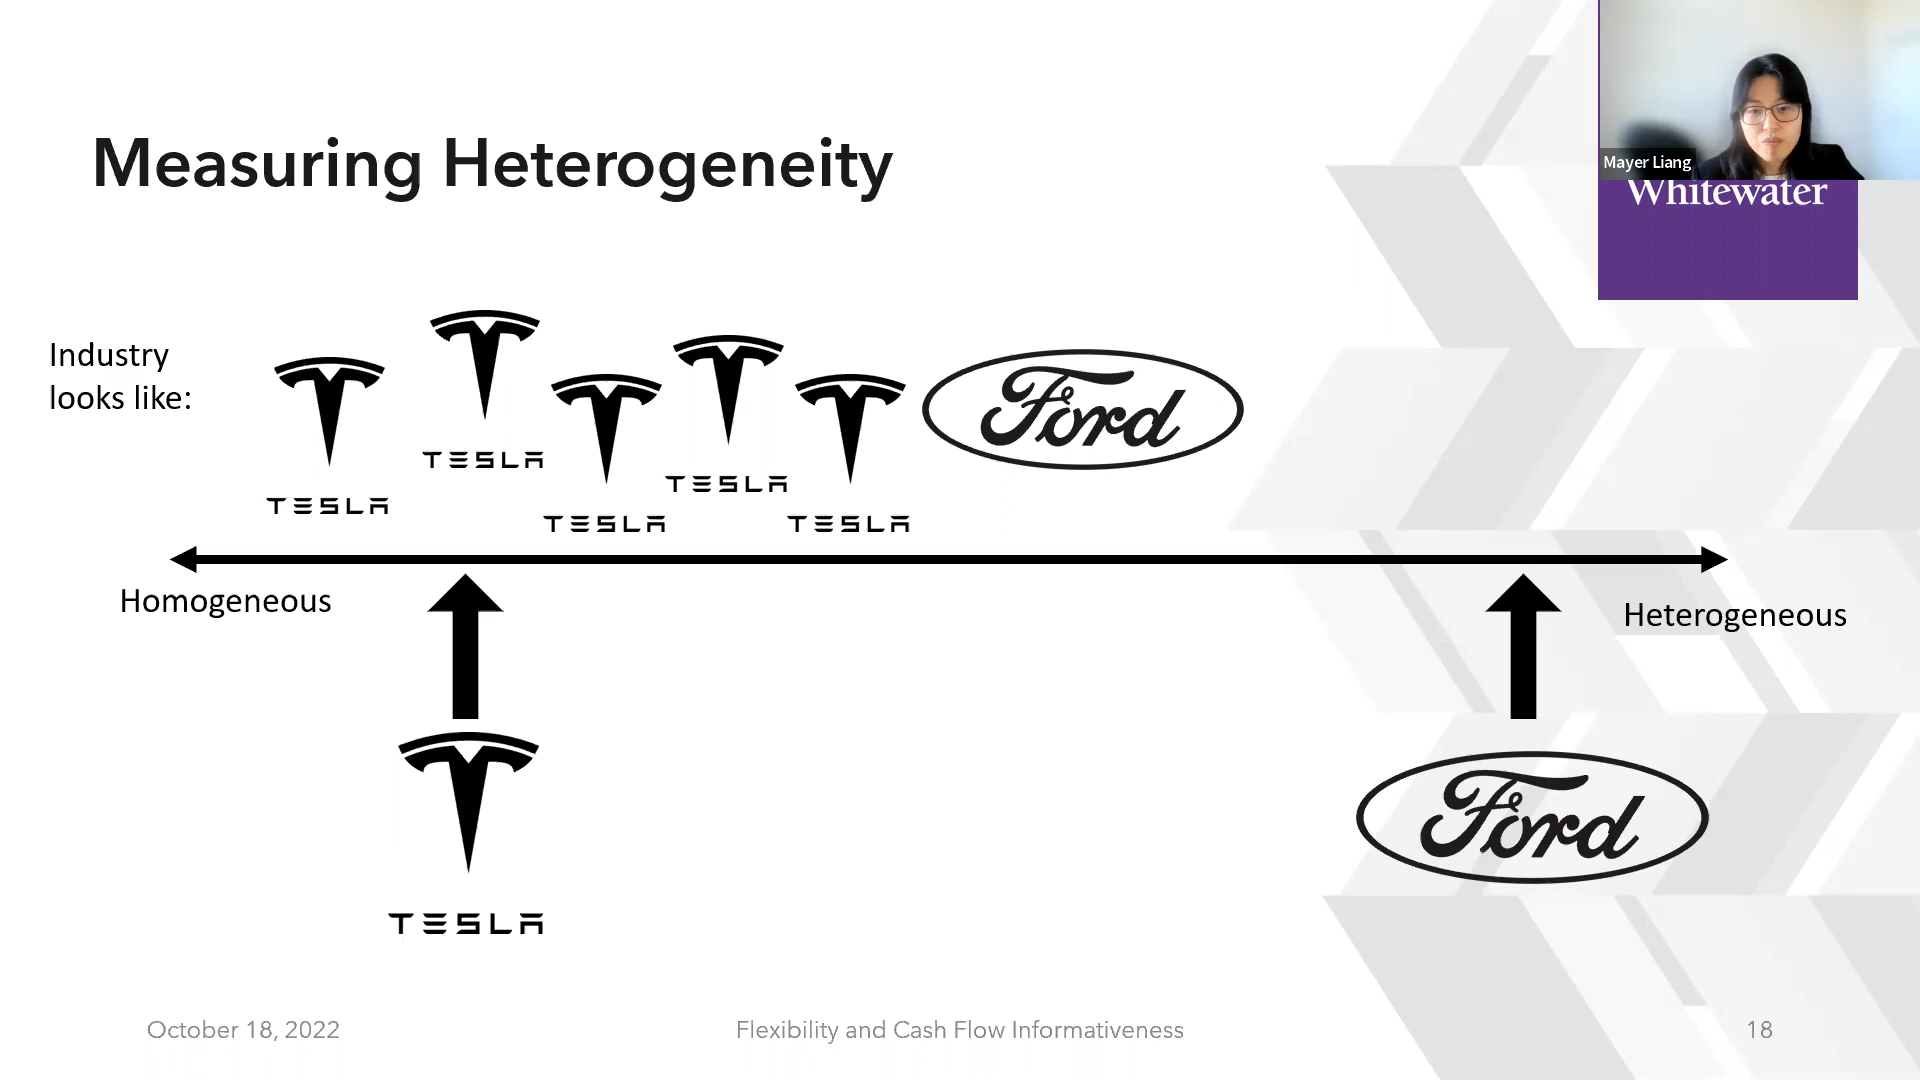 Mayer Liang
Whitewater
Measuring Heterogeneity
Industry
looks like:
TESLA
TESLA
TESLA
TESLA
TESLA
Ford
Homogeneous
Heterogeneous
TESLA
Ford
October 18, 2022
Flexibility and Cash Flow Informativeness
18